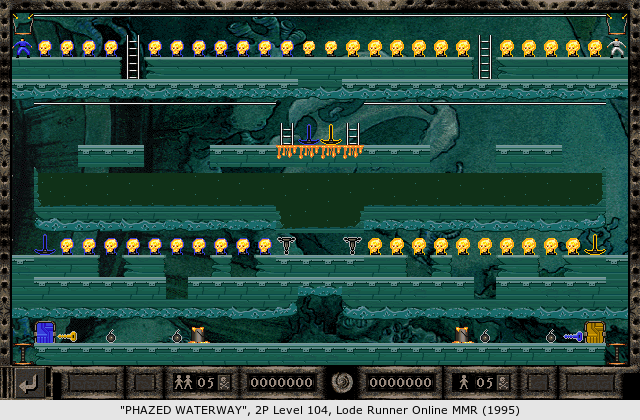 05 0000000 0000000 05
"PHAZED WATERWAY", 2P Level 104, Lode Runner Online MMR (1995)